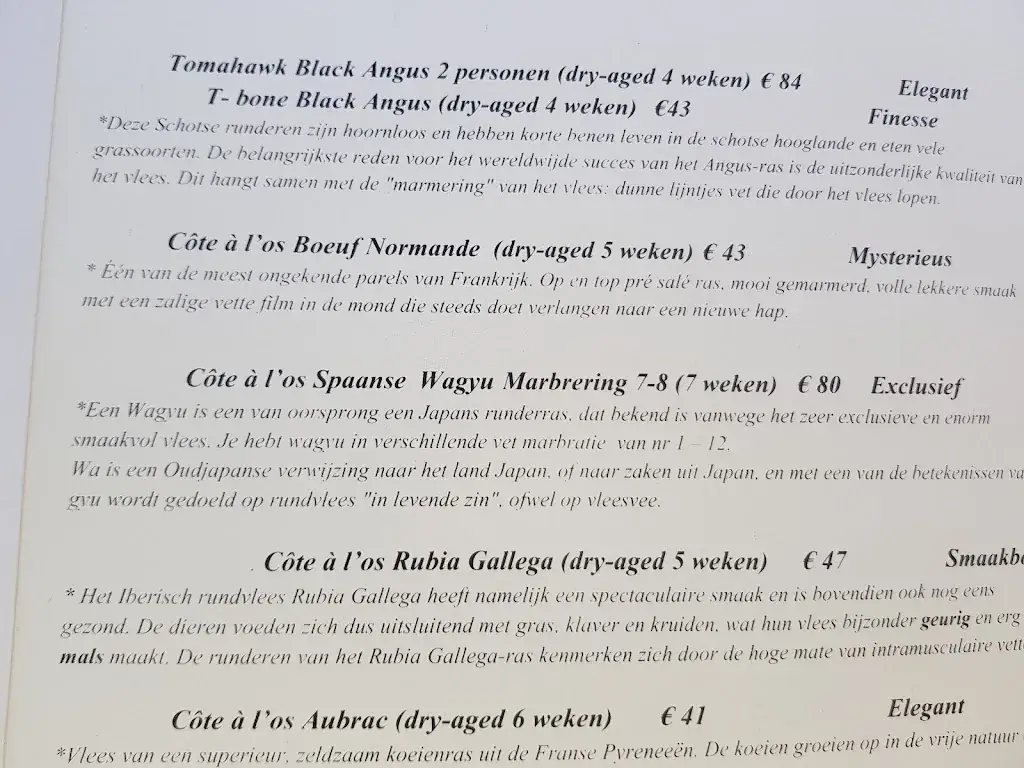 Tomahawk Black Angus 2 personen (dry-aged 4 weken) € 84 Elegant
T- bone Black Angus (dry-aged 4 weken) €43 Finesse
*Deze Schotse runderen zijn hoornloos en hebben korte benen leven in de schotse hooglande en eten vele
grassoorten. De belangrijkste reden voor het wereldwijde succes van het Angus-ras is de uitzonderlijke kwaliteit van
het vlees. Dit hangt samen met de "marmering" van het vlees: dunne lijntjes vet die door het vlees lopen.
Côte à l'os Boeuf Normande (dry-aged 5 weken) € 43 Mysterieus
* Één van de meest ongekende parels van Frankrijk. Op en top pré salé ras, mooi gemarmerd, volle lekkere smaak
met een zalige vette film in de mond die steeds doet verlangen naar een nieuwe hap.
Côte à l'os Spaanse Wagyu Marbrering 7-8 (7 weken) € 80 Exclusief
*Een Wagyu is een van oorsprong een Japans runderras, dat bekend is vanwege het zeer exclusieve en enorm
smaakvol vlees. Je hebt wagyu in verschillende vet marbratie van nr 1 – 12.
Wa is een Oudjapanse verwijzing naar het land Japan, of naar zaken uit Japan, en met een van de betekenissen va
gyu wordt gedoeld op rundvlees "in levende zin", ofwel op vleesvee.
Côte à l'os Rubia Gallega (dry-aged 5 weken) € 47 Smaakbo
* Het Iberisch rundvlees Rubia Gallega heeft namelijk een spectaculaire smaak en is bovendien ook nog eens
gezond. De dieren voeden zich dus uitsluitend met gras, klaver en kruiden, wat hun vlees bijzonder geurig en erg
mals maakt. De runderen van het Rubia Gallega-ras kenmerken zich door de hoge mate van intramusculaire vett
Côte à l'os Aubrac (dry-aged 6 weken) € 41 Elegant
*Vlees van een superieur, zeldzaam koeienras uit de Franse Pyreneeën. De koeien groeien op in de vrije natuur